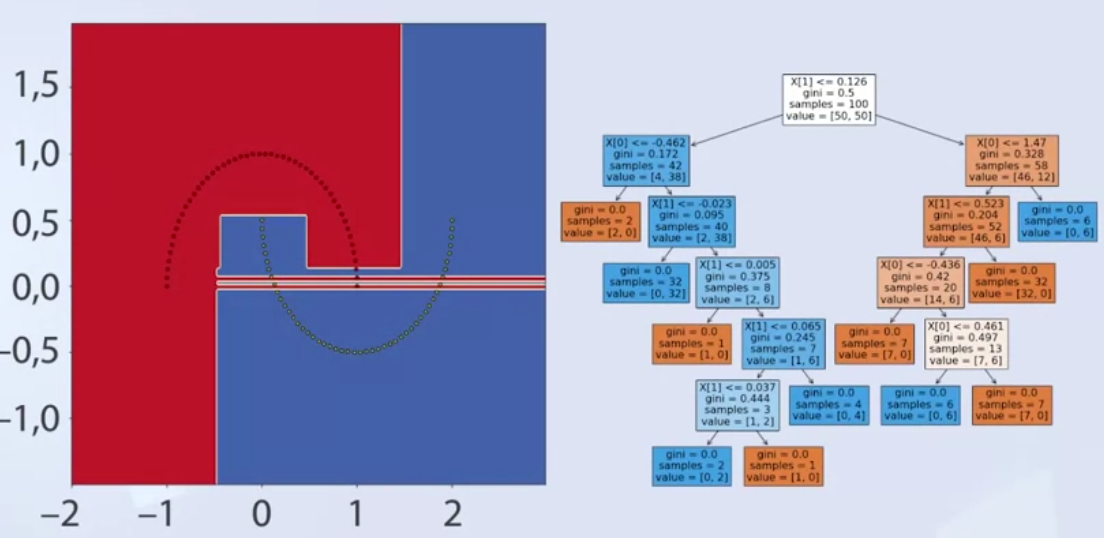 1,5
1,0
0,5
0,0
–0,5
–1,0
–2
–1
0
1
2
X[1] <= 0.126
gini = 0.5
samples = 100
value = [50, 50]
X[0] <= -0.462
gini = 0.172
samples = 42
value = [4, 38]
X[0] <= 1.47
gini = 0.328
samples = 58
value = [46, 12]
gini = 0.0
samples = 2
value = [2, 0]
X[1] <= -0.023
gini = 0.095
samples = 40
value = [2, 38]
X[1] <= 0.523
gini = 0.204
samples = 52
value = [46, 6]
gini = 0.0
samples = 6
value = [0, 6]
gini = 0.0
samples = 32
value = [0, 32]
X[1] <= 0.005
gini = 0.375
samples = 8
value = [2, 6]
X[0] <= -0.436
gini = 0.42
samples = 20
value = [14, 6]
gini = 0.0
samples = 32
value = [32, 0]
gini = 0.0
samples = 1
value = [1, 0]
X[1] <= 0.065
gini = 0.245
samples = 7
value = [1, 6]
gini = 0.0
samples = 7
value = [7, 0]
X[0] <= 0.461
gini = 0.497
samples = 13
value = [7, 6]
X[1] <= 0.037
gini = 0.444
samples = 3
value = [1, 2]
gini = 0.0
samples = 4
value = [0, 4]
gini = 0.0
samples = 6
value = [0, 6]
gini = 0.0
samples = 7
value = [7, 0]
gini = 0.0
samples = 2
value = [0, 2]
gini = 0.0
samples = 1
value = [1, 0]